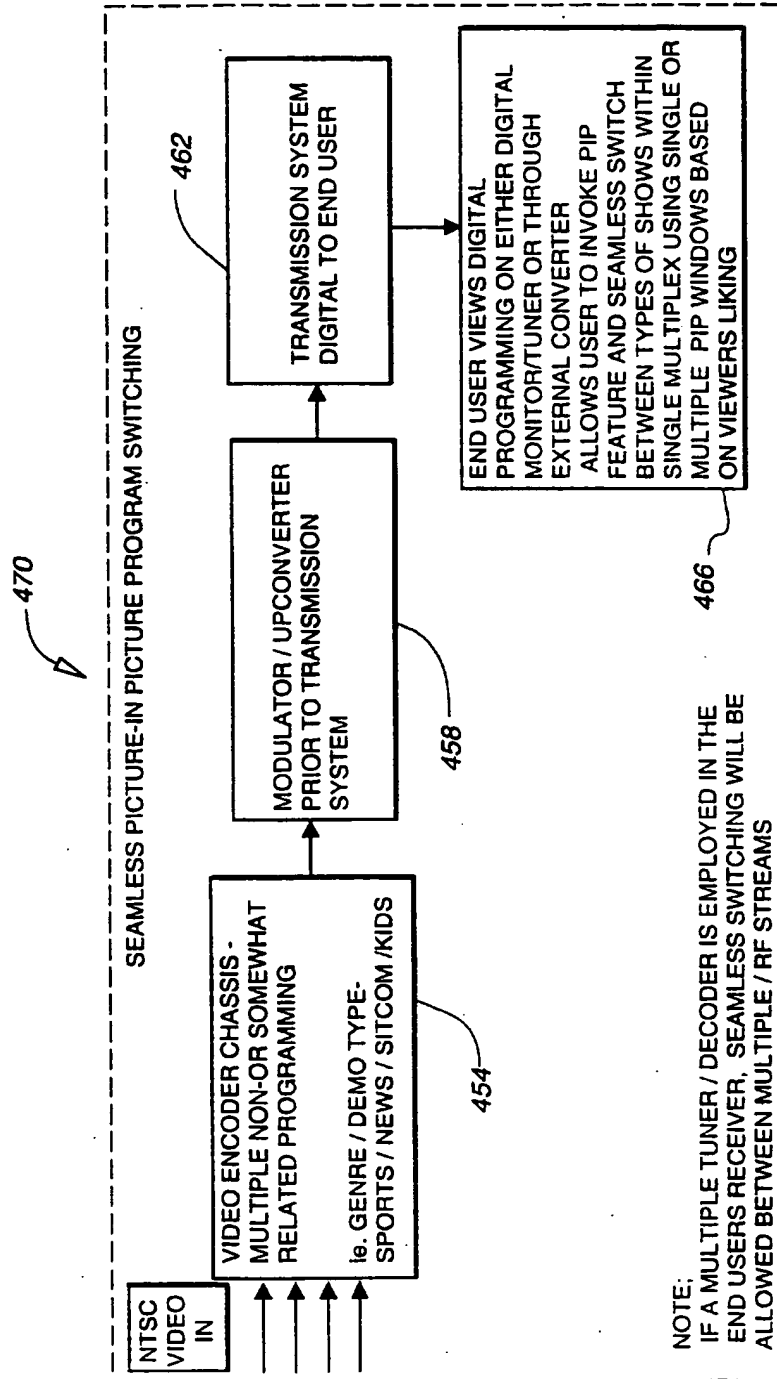 470
SEAMLESS PICTURE-IN PICTURE PROGRAM SWITCHING
NTSC
VIDEO
IN
VIDEO ENCODER CHASSIS -
MULTIPLE NON-OR SOMEWHAT
RELATED PROGRAMMING
ie. GENRE / DEMO TYPE-
SPORTS / NEWS / SITCOM /KIDS
454
MODULATOR / UPCONVERTER
PRIOR TO TRANSMISSION
SYSTEM
458
TRANSMISSION SYSTEM
DIGITAL TO END USER
462
END USER VIEWS DIGITAL
PROGRAMMING ON EITHER DIGITAL
MONITOR/TUNER OR THROUGH
EXTERNAL CONVERTER
ALLOWS USER TO INVOKE PIP
FEATURE AND SEAMLESS SWITCH
BETWEEN TYPES OF SHOWS WITHIN
SINGLE MULTIPLEX USING SINGLE OR
MULTIPLE PIP WINDOWS BASED
ON VIEWERS LIKING
466
NOTE;
IF A MULTIPLE TUNER / DECODER IS EMPLOYED IN THE
END USERS RECEIVER, SEAMLESS SWITCHING WILL BE
ALLOWED BETWEEN MULTIPLE / RF STREAMS